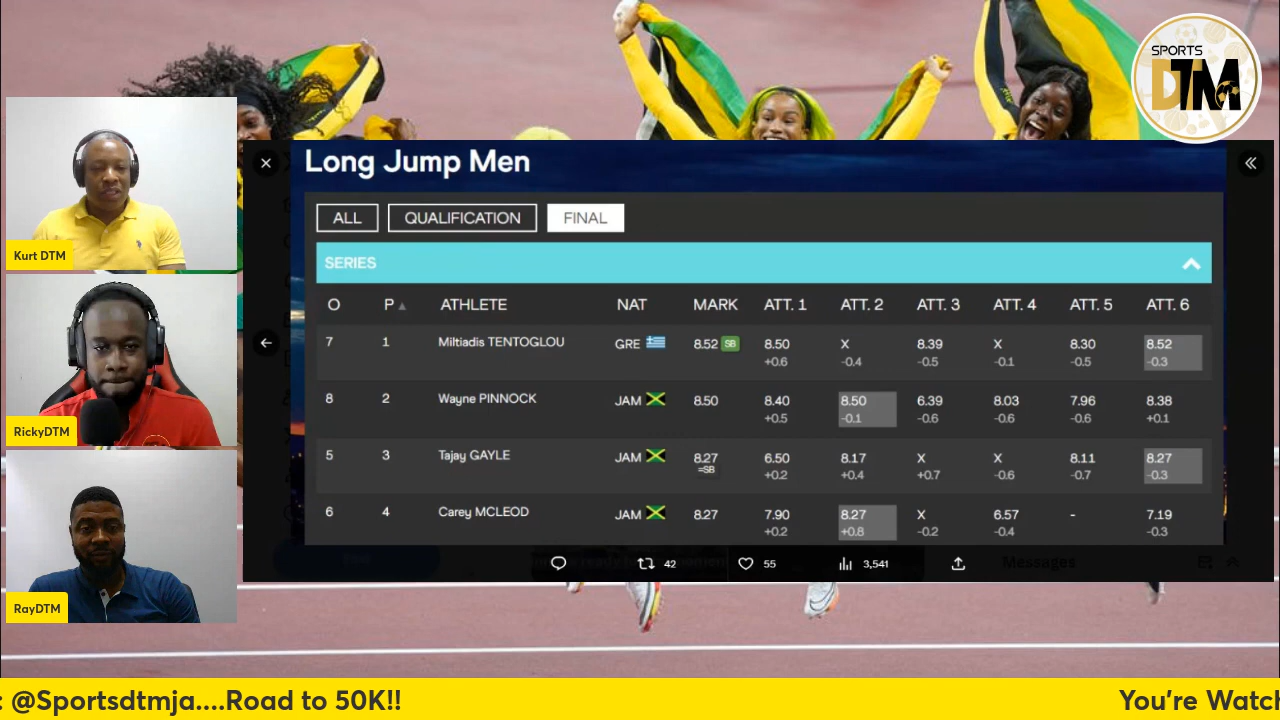 SPORTS
DTM
Kurt DTM
RickyDTM
RayDTM
Long Jump Men
ALL QUALIFICATION FINAL
SERIES
O P ATHLETE NAT MARK ATT. 1 ATT. 2 ATT. 3 ATT. 4 ATT. 5 ATT. 6
7 1 Miltiadis TENTOGLOU GRE 8.52 SB 8.50 X 8.39 X 8.30 8.52
+0.6 -0.4 -0.5 -0.1 -0.5 -0.3
8 2 Wayne PINNOCK JAM 8.50 8.40 8.50 6.39 8.03 7.96 8.38
+0.5 -0.1 -0.6 -0.6 -0.6 +0.1
5 3 Tajay GAYLE JAM 8.27 6.50 8.17 X X 8.11 8.27
=SB +0.2 +0.4 +0.7 -0.6 -0.7 -0.3
6 4 Carey MCLEOD JAM 8.27 7.90 8.27 X 6.57 - 7.19
+0.2 +0.8 -0.2 -0.4 -0.3
42 55 3,541
Messages
: @Sportsdtmja....Road to 50K!! You're Watch